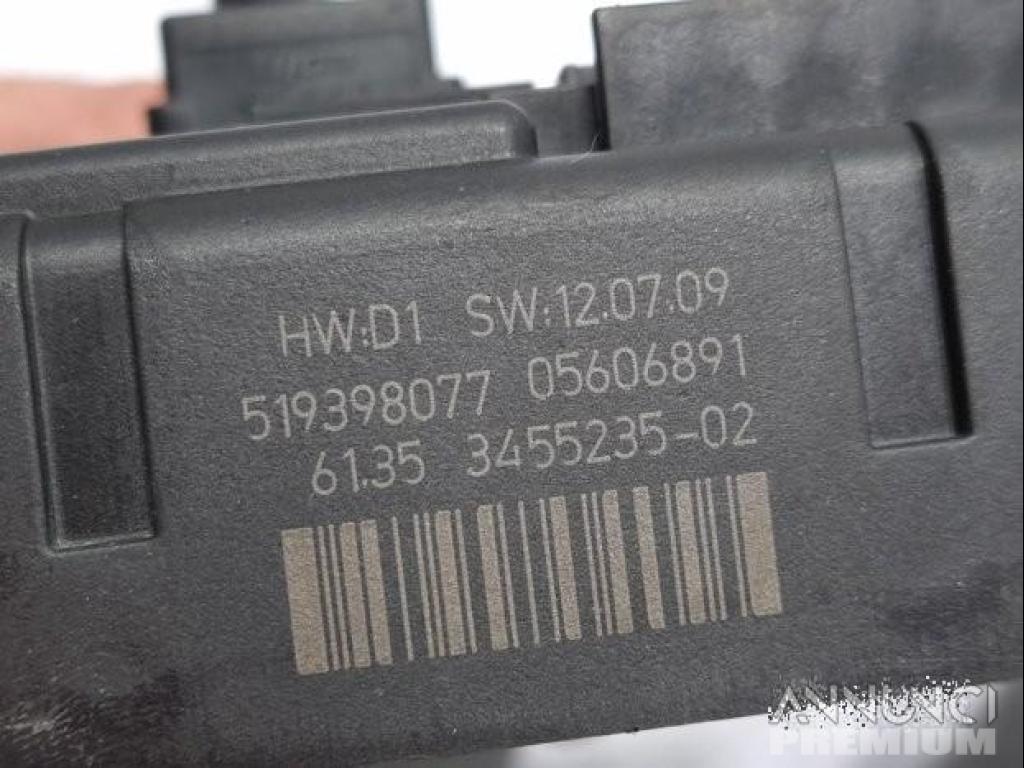 HW:D1 SW:12.07.09
519398077 05606891
61.35 3455235-02
ANNUNCI
PREMIUM